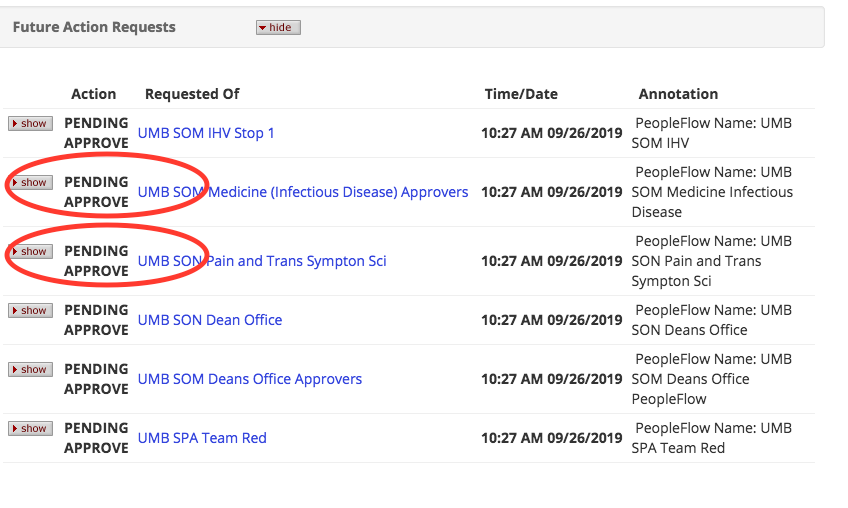 Future Action Requests hide
Action Requested Of Time/Date Annotation
show PENDING APPROVE UMB SOM IHV Stop 1 10:27 AM 09/26/2019 PeopleFlow Name: UMB
SOM IHV
show PENDING APPROVE UMB SOM Medicine (Infectious Disease) Approvers 10:27 AM 09/26/2019 PeopleFlow Name: UMB
SOM Medicine Infectious
Disease
show PENDING APPROVE UMB SON Pain and Trans Sympton Sci 10:27 AM 09/26/2019 PeopleFlow Name: UMB
SON Pain and Trans
Sympton Sci
show PENDING APPROVE UMB SON Dean Office 10:27 AM 09/26/2019 PeopleFlow Name: UMB
SON Deans Office
show PENDING APPROVE UMB SOM Deans Office Approvers 10:27 AM 09/26/2019 PeopleFlow Name: UMB
SOM Deans Office
PeopleFlow
show PENDING APPROVE UMB SPA Team Red 10:27 AM 09/26/2019 PeopleFlow Name: UMB
SPA Team Red